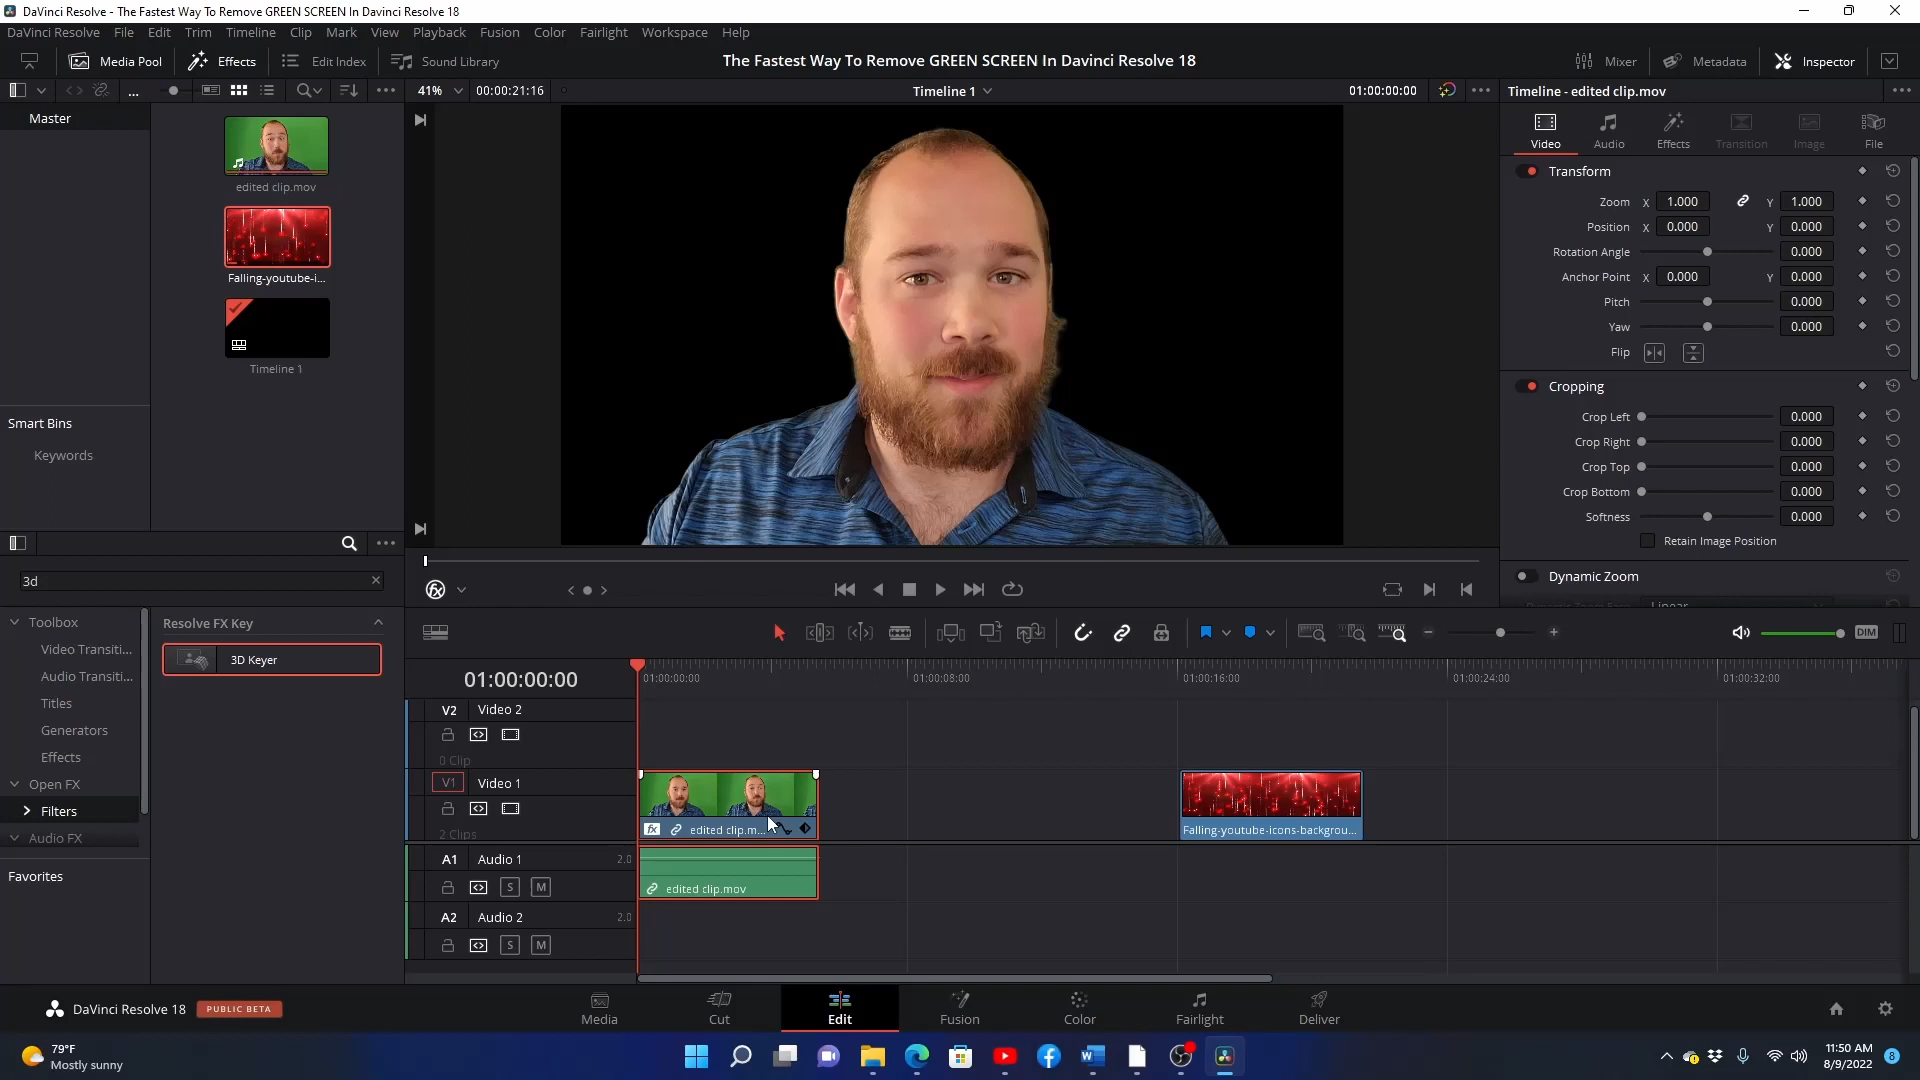 DaVinci Resolve - The Fastest Way To Remove GREEN SCREEN In Davinci Resolve 18
DaVinci Resolve File Edit Trim Timeline Clip Mark View Playback Fusion Color Fairlight Workspace Help
Media Pool Effects Edit Index Sound Library The Fastest Way To Remove GREEN SCREEN In Davinci Resolve 18 Mixer Metadata Inspector
... 41% 00:00:21:16 Timeline 1 01:00:00:00 Timeline - edited clip.mov
Master
edited clip.mov
Falling-youtube-i...
Timeline 1
Smart Bins
Keywords
Video Audio Effects Transition Image File
Transform
Zoom X 1.000 Y 1.000
Position X 0.000 Y 0.000
Rotation Angle 0.000
Anchor Point X 0.000 Y 0.000
Pitch 0.000
Yaw 0.000
Flip
Cropping
Crop Left 0.000
Crop Right 0.000
Crop Top 0.000
Crop Bottom 0.000
Softness 0.000
Retain Image Position
Dynamic Zoom
Linear
3d
Toolbox
Video Transiti...
Audio Transiti...
Titles
Generators
Effects
Open FX
Filters
Audio FX
Favorites
Resolve FX Key
3D Keyer
fx
DIM
01:00:00:00 01:00:00:00 01:00:08:00 01:00:16:00 01:00:24:00 01:00:32:00
V2 Video 2
0 Clip
V1 Video 1
2 Clips
fx edited clip.m...
Falling-youtube-icons-backgrou...
A1 Audio 1 2.0
S M
edited clip.mov
A2 Audio 2 2.0
S M
DaVinci Resolve 18 PUBLIC BETA
Media Cut Edit Fusion Color Fairlight Deliver
79°F
Mostly sunny
11:50 AM
8/9/2022
8